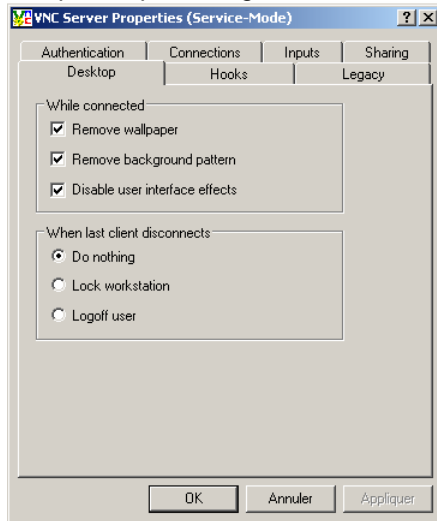 VNC Server Properties (Service-Mode)
Authentication Connections Inputs Sharing
Desktop Hooks Legacy
While connected
Remove wallpaper
Remove background pattern
Disable user interface effects
When last client disconnects
Do nothing
Lock workstation
Logoff user
OK Annuler Appliquer